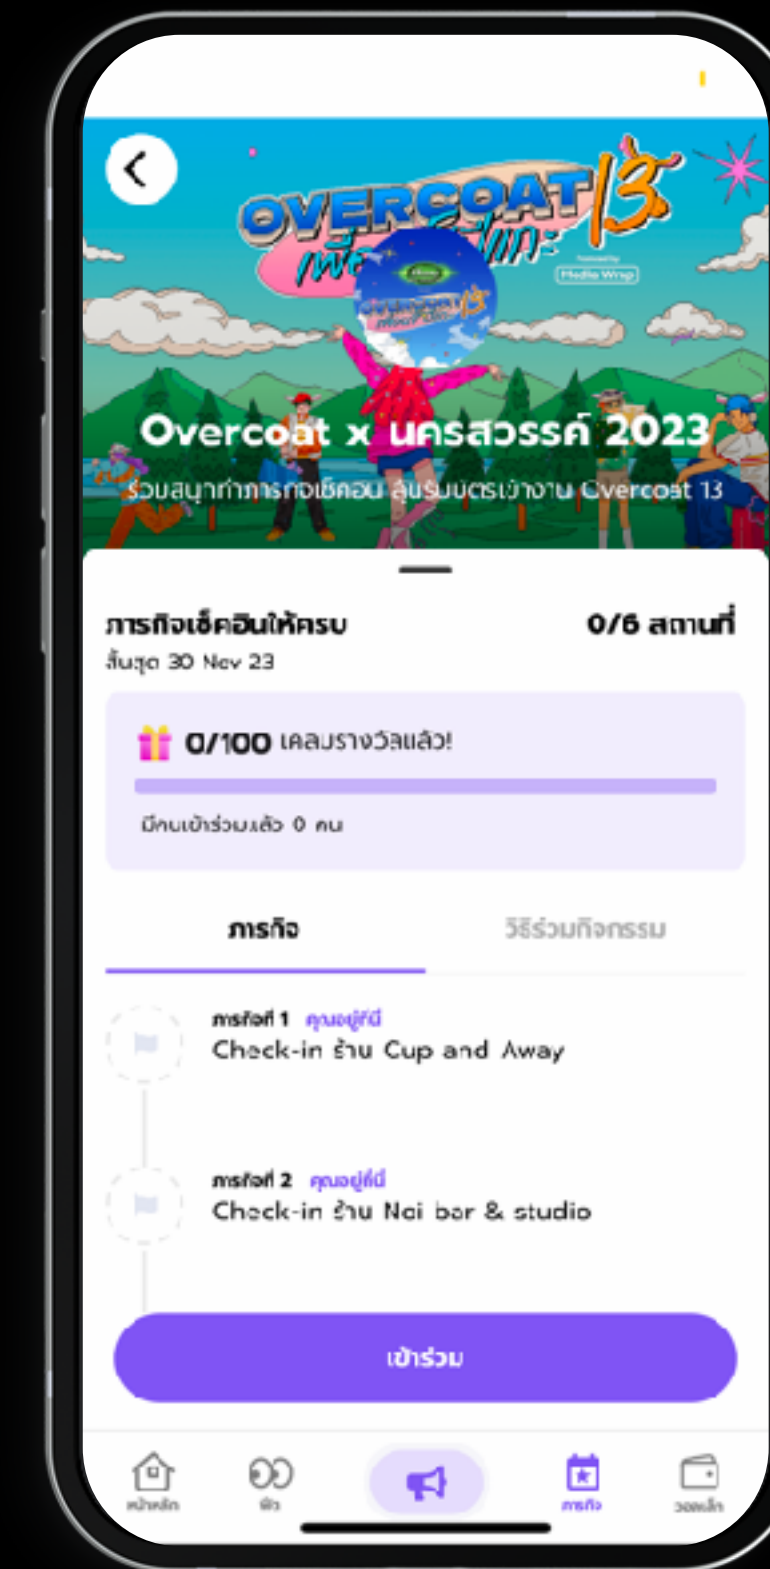 OVERCOAT 13
Media Wrap
Overcoat x นครสวรรค์ 2023
ร่วมสนุกทำภารกิจเช็คอิน ลุ้นรับบัตรเข้างาน Overcoat 13
ภารกิจเช็คอินให้ครบ
0/6 สถานที่
สิ้นสุด 30 Nov 23
0/100 เคลมรางวัลแล้ว!
มีคนเข้าร่วมแล้ว 0 คน
ภารกิจ
วิธีร่วมกิจกรรม
ภารกิจที่ 1 คุณอยู่ที่นี่
Check-in ร้าน Cup and Away
ภารกิจที่ 2 คุณอยู่ที่นี่
Check-in ร้าน Noi bar & studio
เข้าร่วม
หน้าหลัก
ฟีว
ภารกิจ
วอลเล็ท